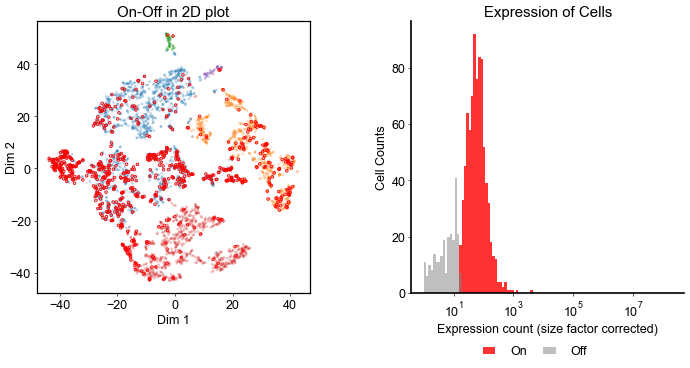 On-Off in 2D plot
40
20
0
−20
−40
Dim 2
−40 −20 0 20 40
Dim 1
Expression of Cells
80
60
40
20
0
Cell Counts
10^1 10^3 10^5 10^7
Expression count (size factor corrected)
On Off